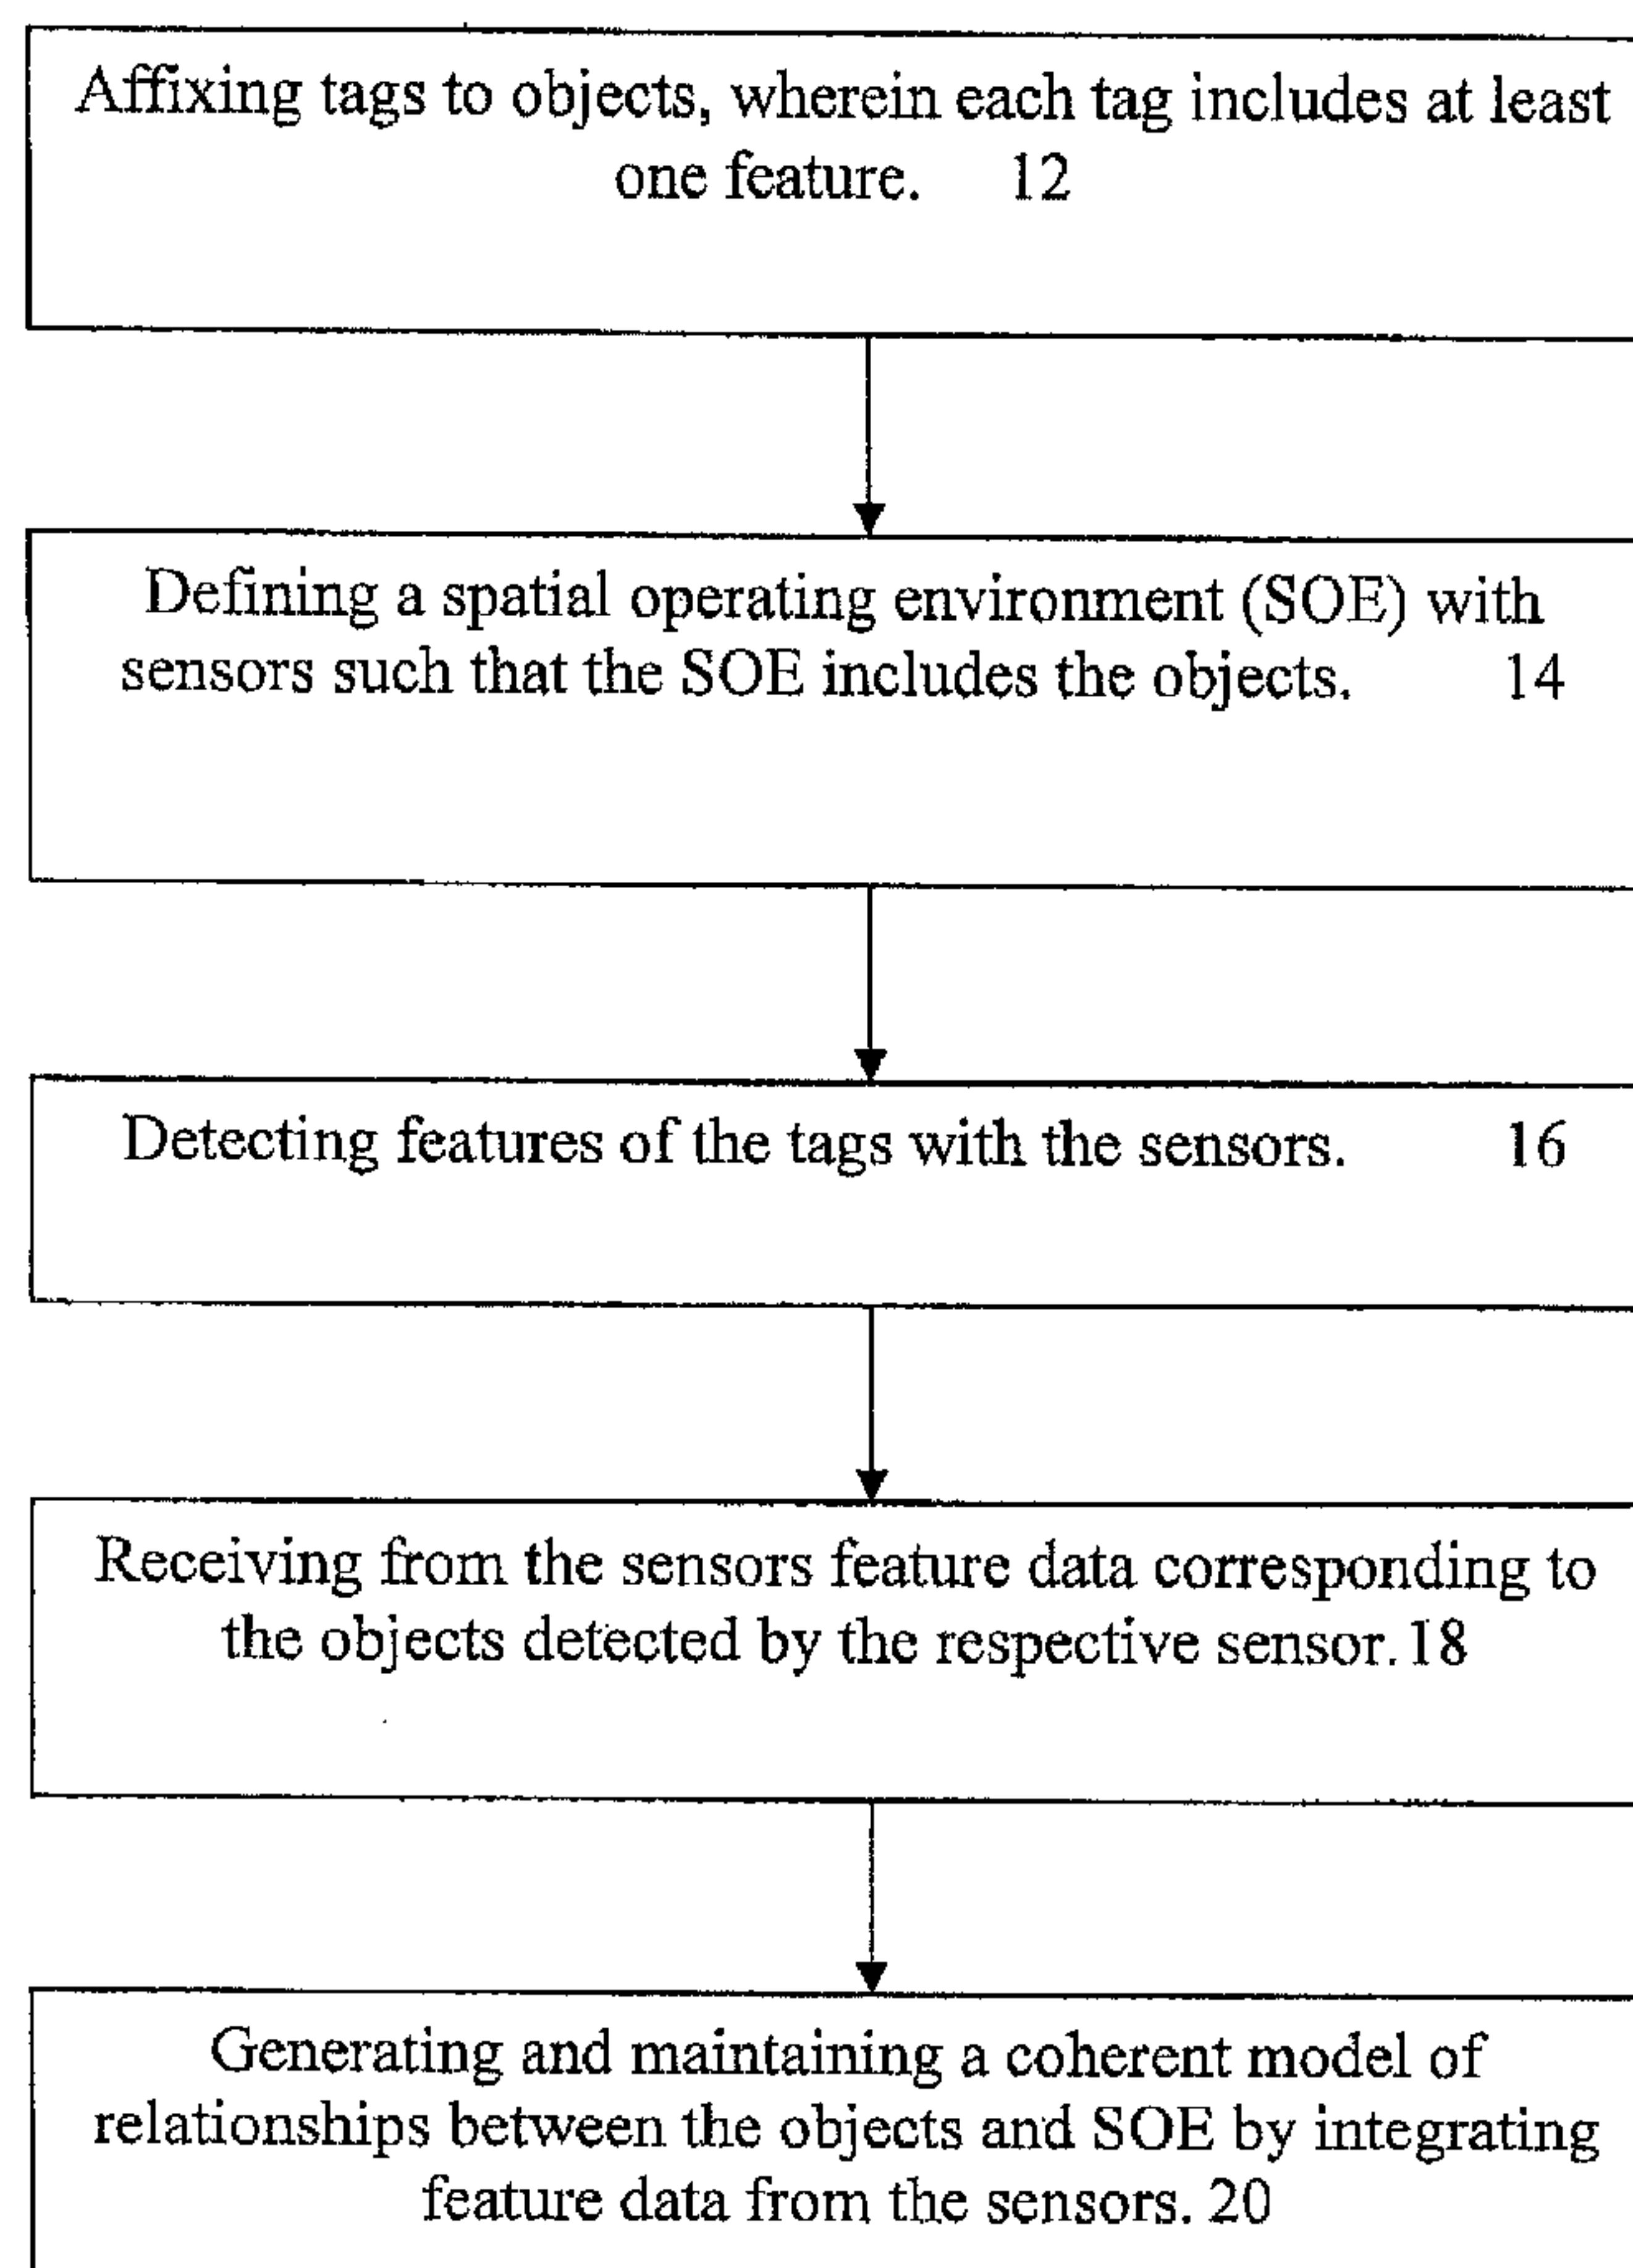 Affixing tags to objects, wherein each tag includes at least
one feature. 12
Defining a spatial operating environment (SOE) with
sensors such that the SOE includes the objects. 14
Detecting features of the tags with the sensors. 16
Receiving from the sensors feature data corresponding to
the objects detected by the respective sensor. 18
Generating and maintaining a coherent model of
relationships between the objects and SOE by integrating
feature data from the sensors. 20